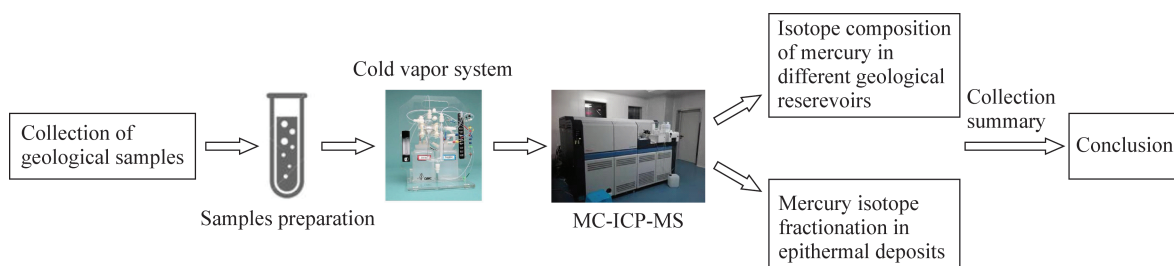 Collection of
geological samples
Samples preparation
Cold vapor system
MC-ICP-MS
Isotope composition
of mercury in
different geological
reserevoirs
Mercury isotope
fractionation in
epithermal deposits
Collection
summary
Conclusion